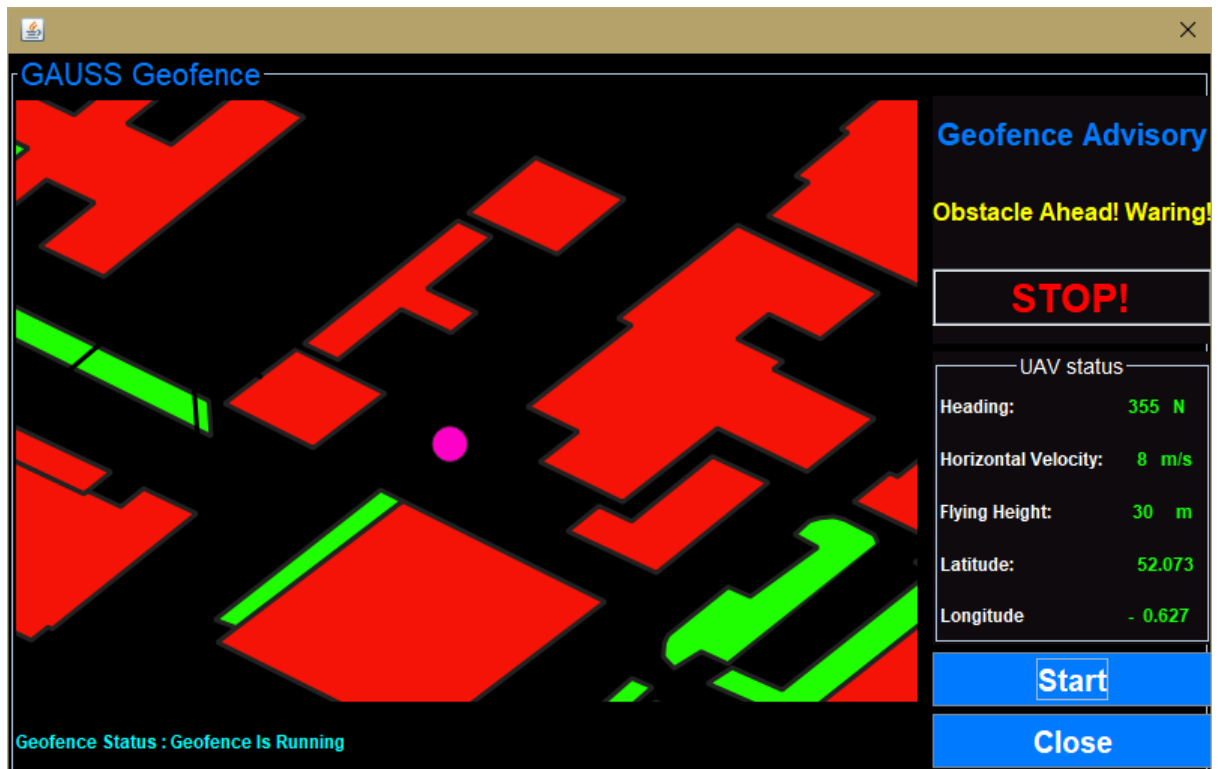 GAUSS Geofence
Geofence Advisory
Obstacle Ahead! Waring!
STOP!
UAV status
Heading: 355 N
Horizontal Velocity: 8 m/s
Flying Height: 30 m
Latitude: 52.073
Longitude - 0.627
Start
Close
Geofence Status : Geofence Is Running